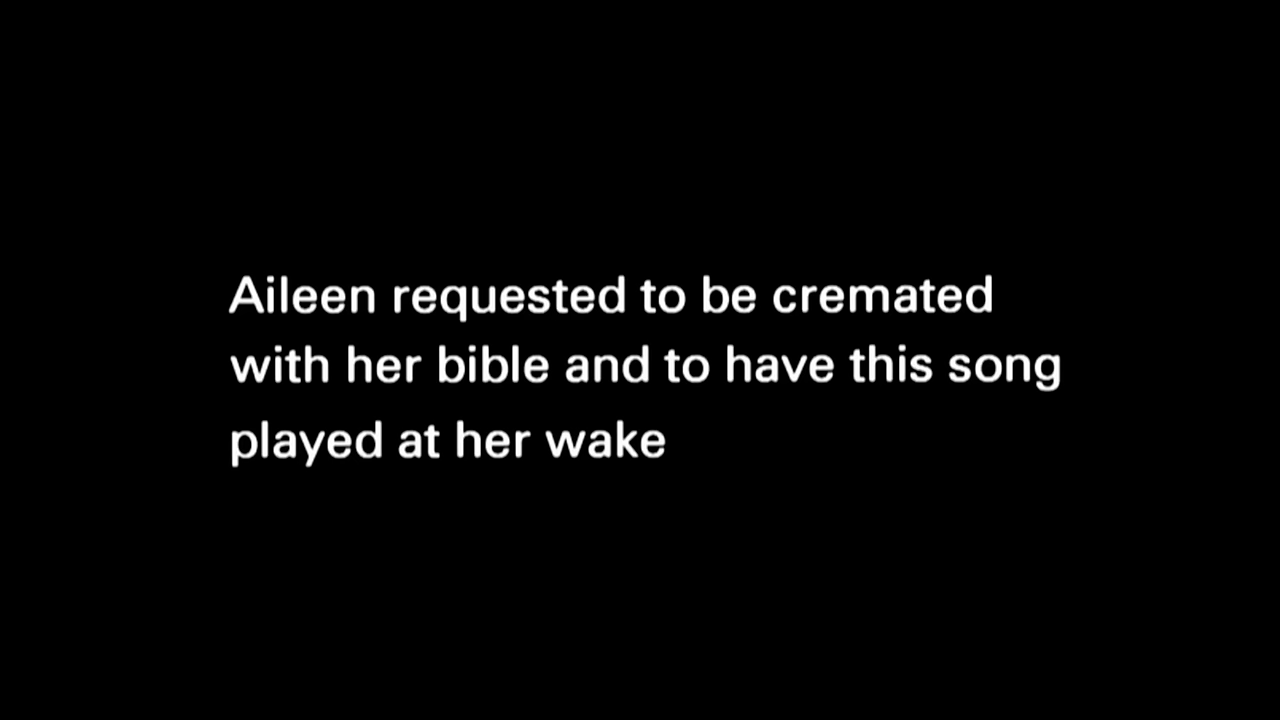 Aileen requested to be cremated
with her bible and to have this song
played at her wake